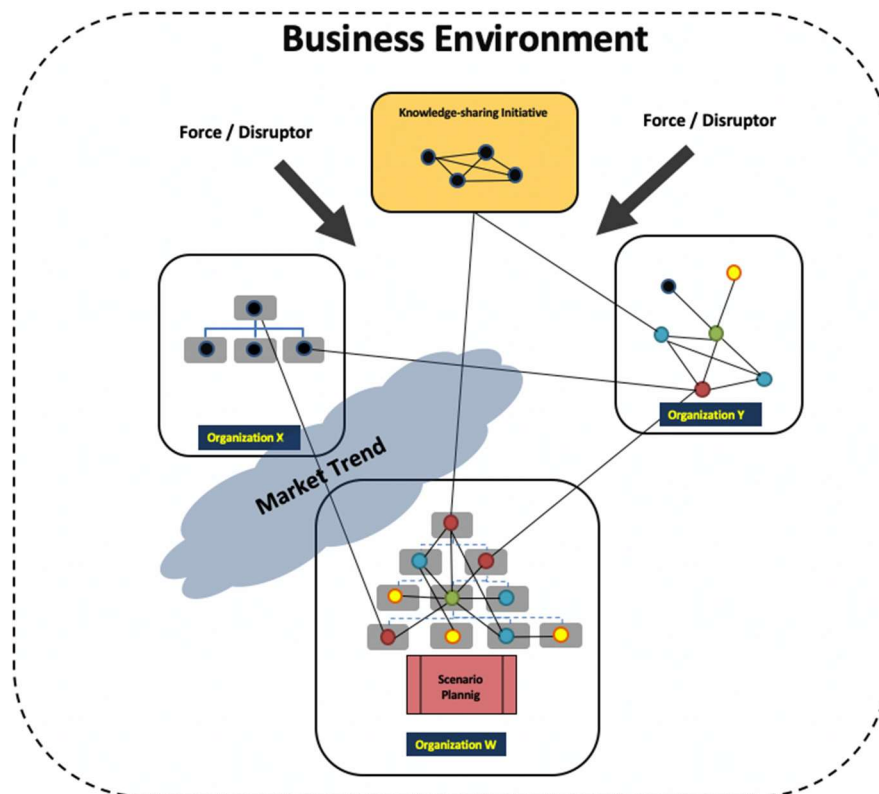 Business Environment
Knowledge-sharing Initiative
Force / Disruptor
Force / Disruptor
Organization X
Organization Y
Market Trend
Scenario
Plannig
Organization W